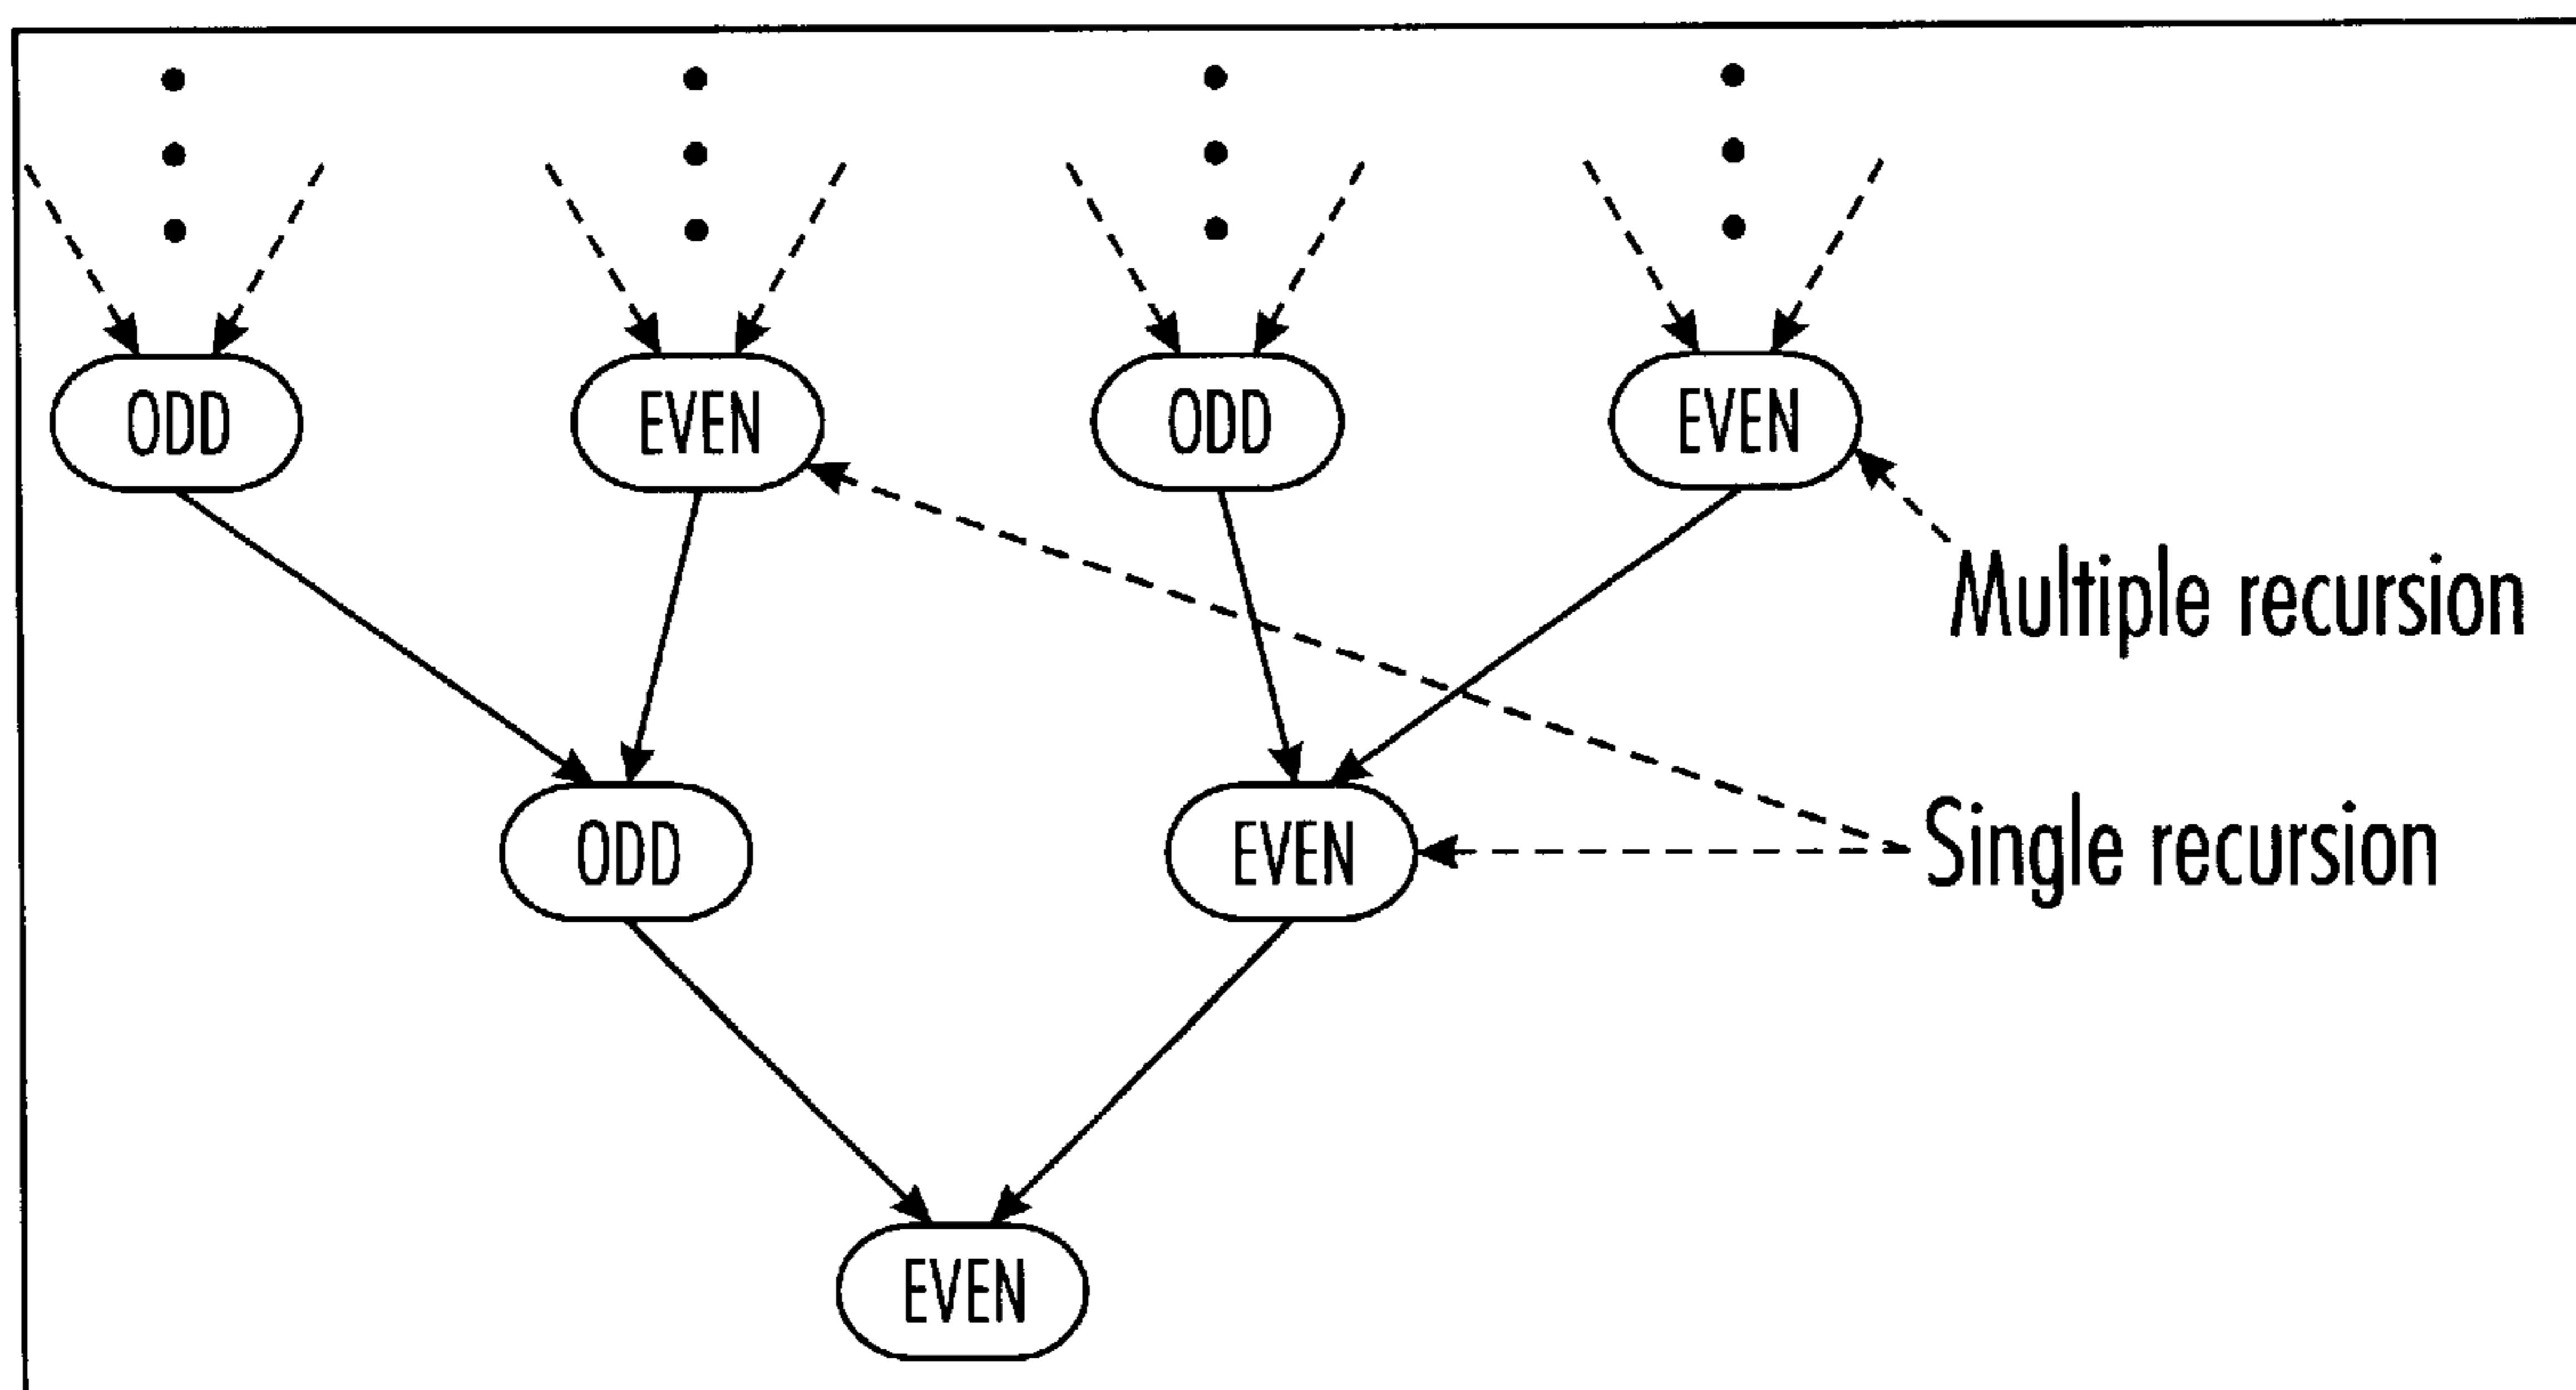 ODD
EVEN
ODD
EVEN
Multiple recursion
ODD
EVEN
Single recursion
EVEN